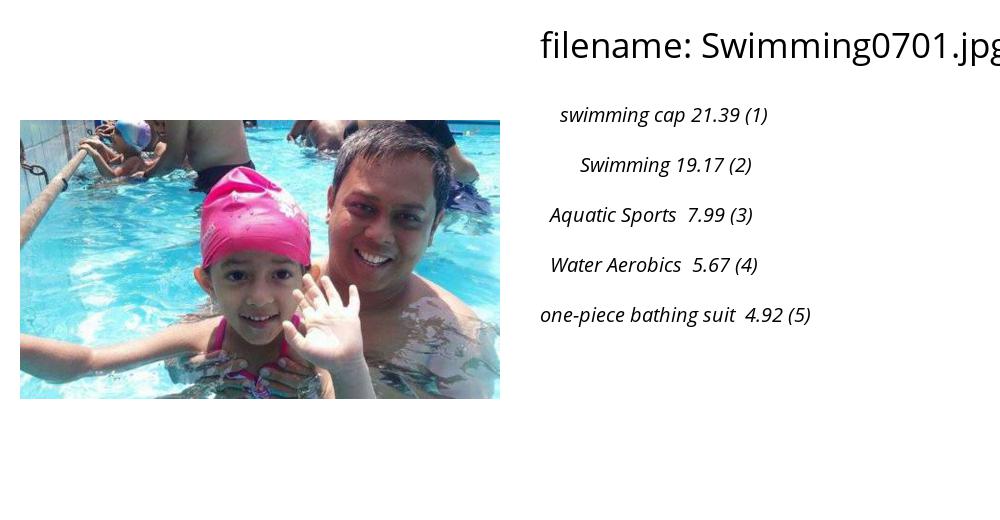 filename: Swimming0701.jpg
swimming cap 21.39 (1)
Swimming 19.17 (2)
Aquatic Sports 7.99 (3)
Water Aerobics 5.67 (4)
one-piece bathing suit 4.92 (5)